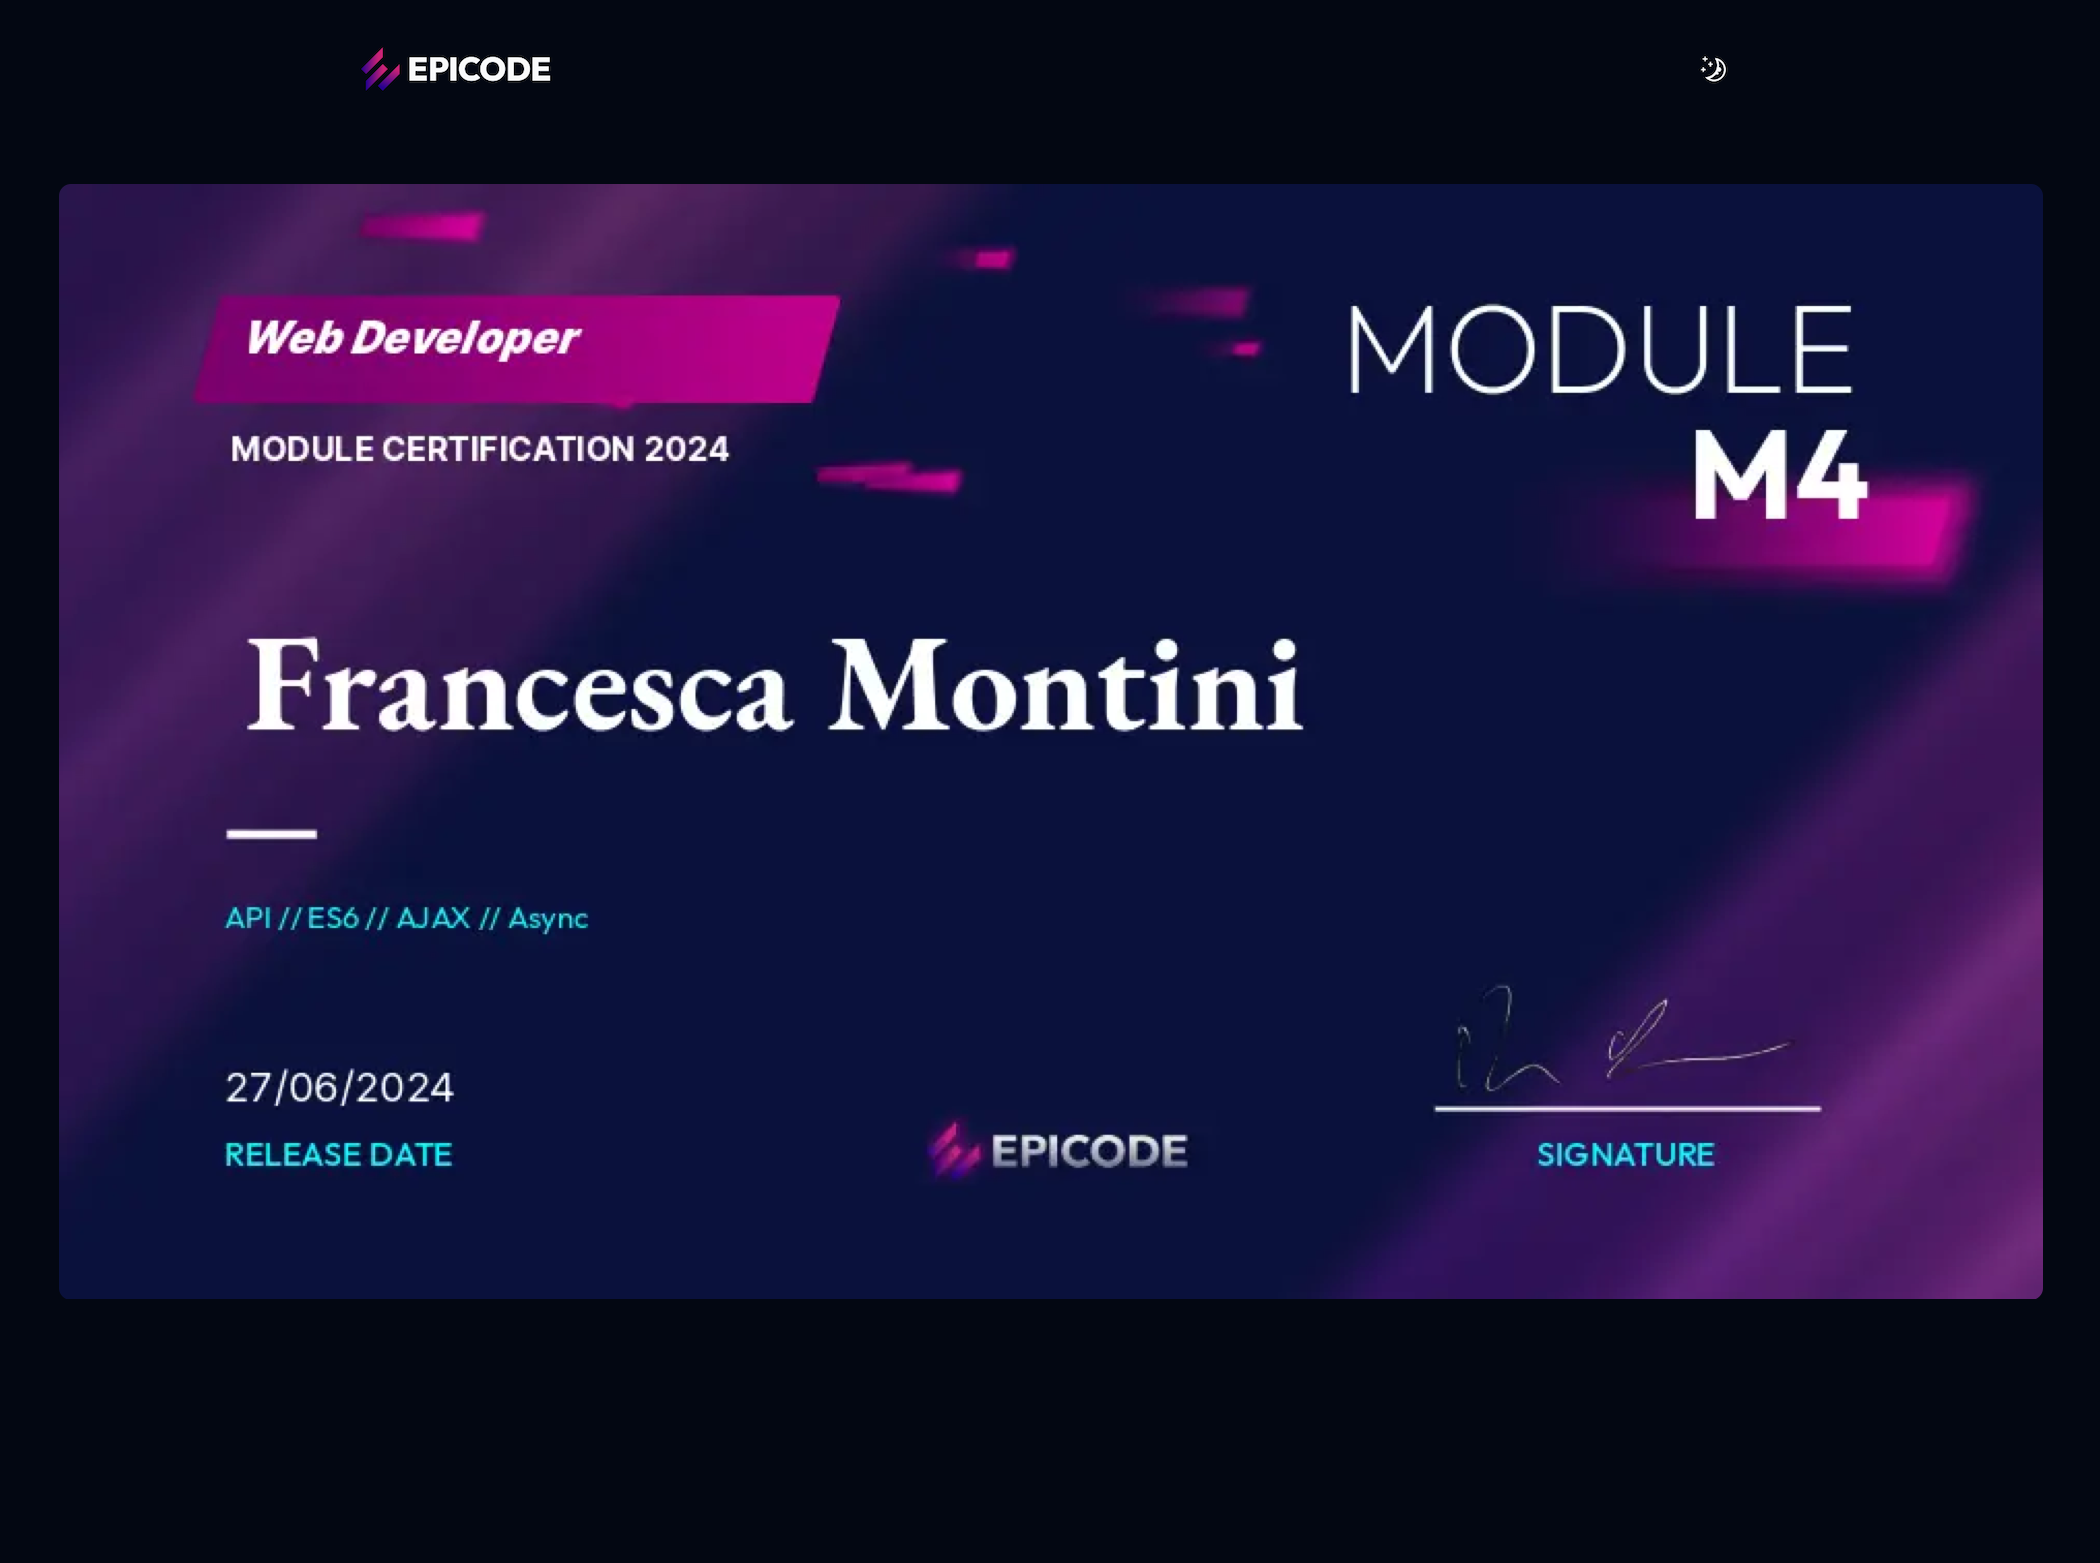 EPICODE
Web Developer
MODULE CERTIFICATION 2024
MODULE
M4
Francesca Montini
API // ES6 // AJAX // Async
27/06/2024
RELEASE DATE
EPICODE
SIGNATURE